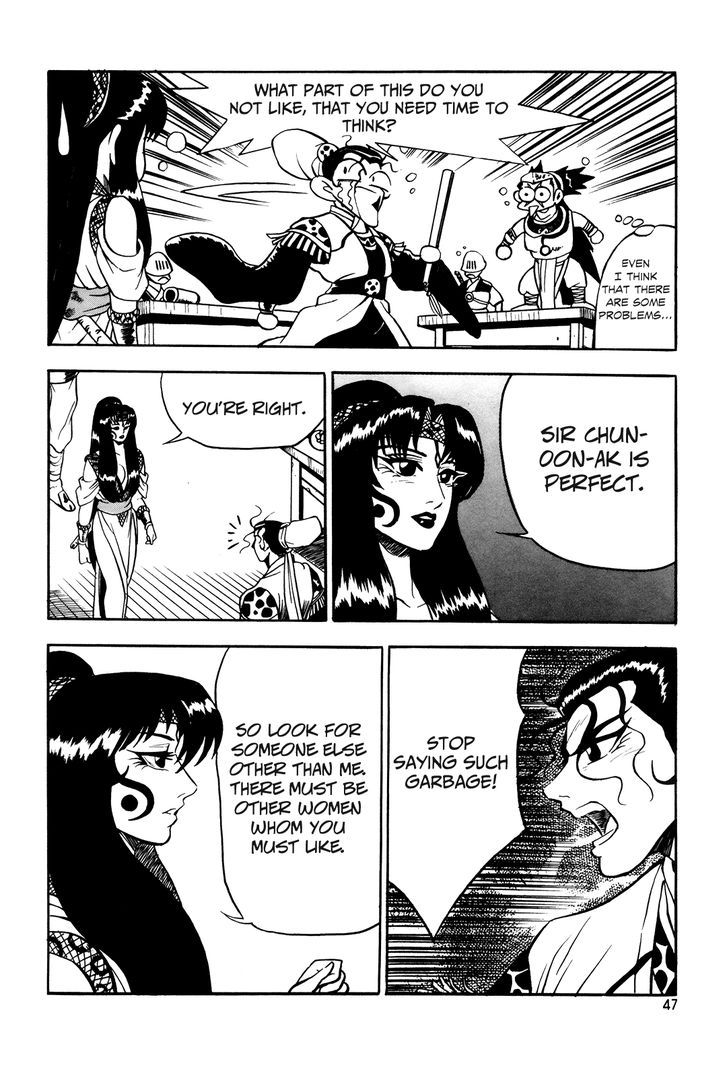 WHAT PART OF THIS DO YOU
NOT LIKE, THAT YOU NEED TIME TO
THINK?
EVEN
I THINK
THAT THERE
ARE SOME
PROBLEMS...
YOU'RE RIGHT.
SIR CHUN-
OON-AK IS
PERFECT.
SO LOOK FOR
SOMEONE ELSE
OTHER THAN ME.
THERE MUST BE
OTHER WOMEN
WHOM YOU
MUST LIKE.
STOP
SAYING SUCH
GARBAGE!
47